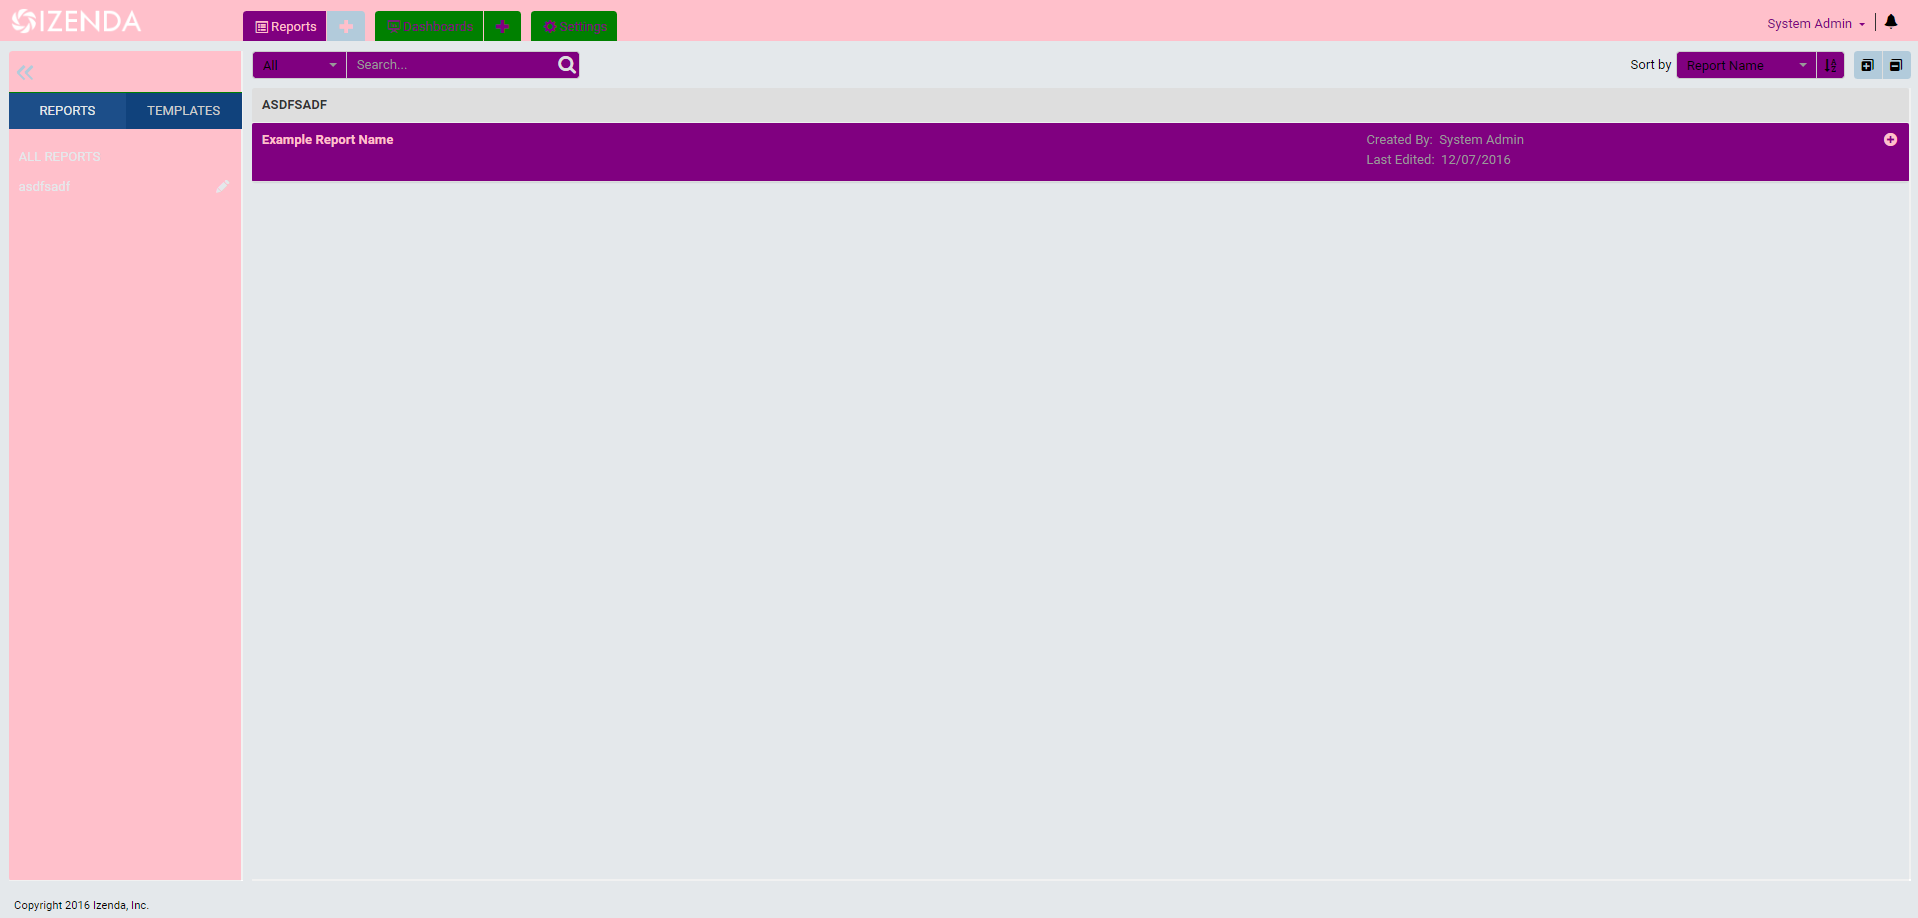 IZENDA
Reports
Dashboards
Settings
System Admin
All
Search...
Sort by
Report Name
REPORTS
TEMPLATES
ALL REPORTS
asdfsadf
ASDFSADF
Example Report Name
Created By: System Admin
Last Edited: 12/07/2016
Copyright 2016 Izenda, Inc.